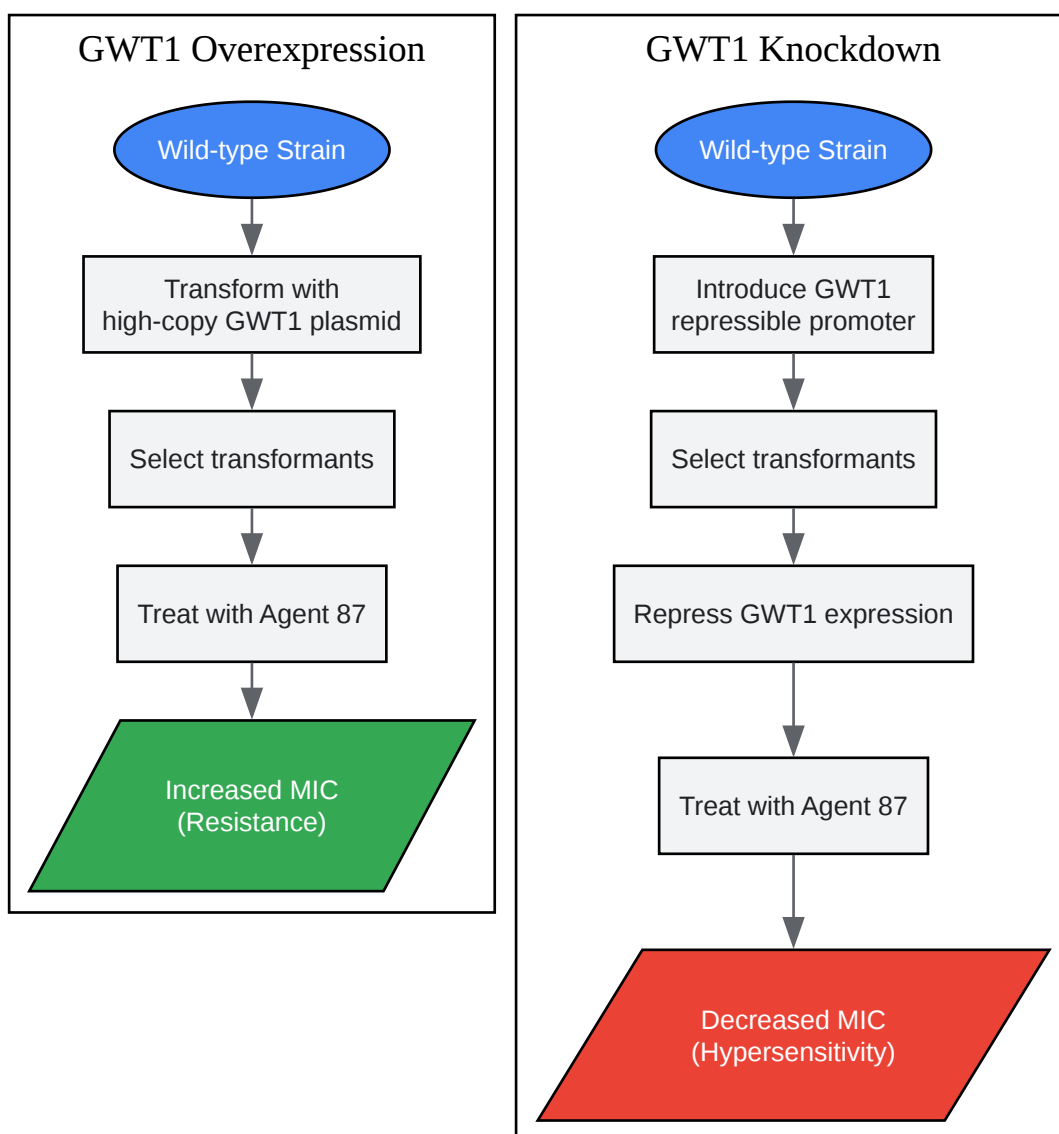 GWT1 Overexpression
Wild-type Strain
Transform with
high-copy GWT1 plasmid
Select transformants
Treat with Agent 87
Increased MIC
(Resistance)
GWT1 Knockdown
Wild-type Strain
Introduce GWT1
repressible promoter
Select transformants
Repress GWT1 expression
Treat with Agent 87
Decreased MIC
(Hypersensitivity)